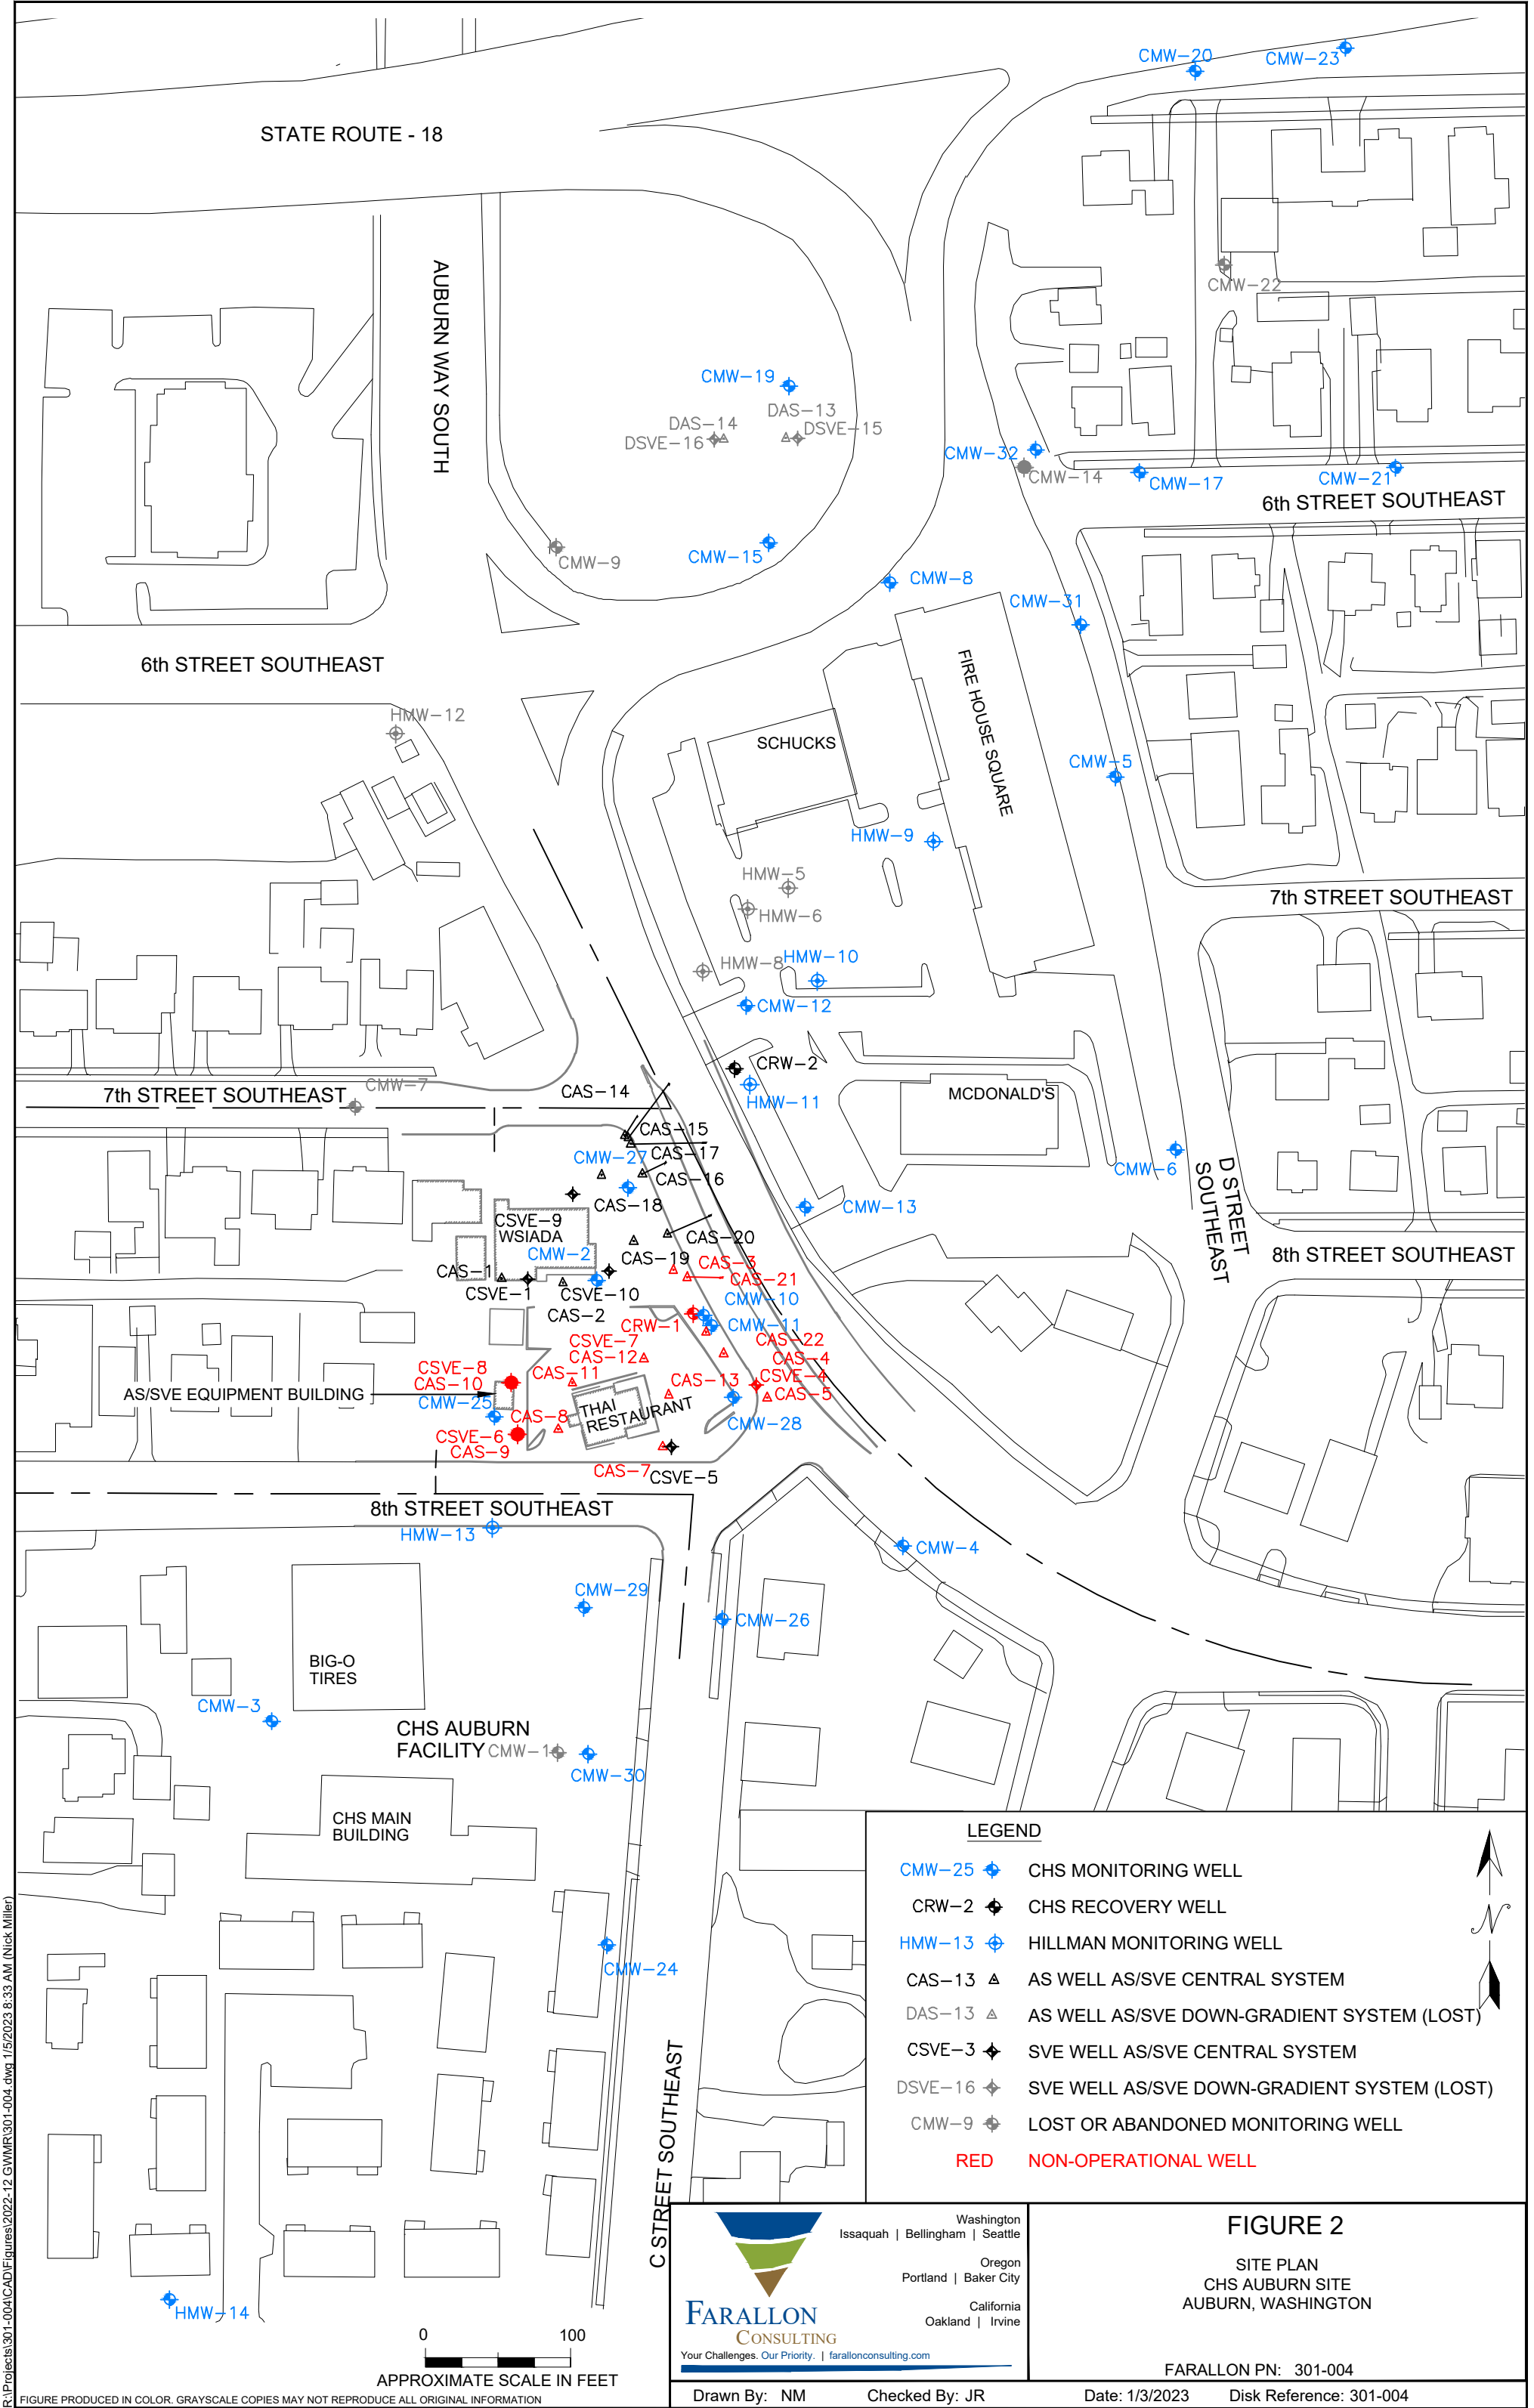 CMW-20
CMW-23
STATE ROUTE - 18
AUBURN WAY SOUTH
CMW-22
CMW-19
DAS-13
DAS-14
DSVE-15
DSVE-16
CMW-32
CMW-14
CMW-17
CMW-21
6th STREET SOUTHEAST
CMW-9
CMW-15
CMW-8
CMW-31
6th STREET SOUTHEAST
FIRE HOUSE SQUARE
HMW-12
SCHUCKS
CMW-5
HMW-9
HMW-5
HMW-6
7th STREET SOUTHEAST
HMW-8
HMW-10
CMW-12
CRW-2
HMW-11
MCDONALD'S
7th STREET SOUTHEAST
CMW-7
CAS-14
CAS-15
CAS-17
CMW-27
CAS-16
CAS-18
CMW-6
D STREET
SOUTHEAST
CMW-13
CSVE-9
WSIADA
CAS-20
CMW-2
CAS-19
CAS-3
CAS-21
8th STREET SOUTHEAST
CAS-1
CSVE-1
CSVE-10
CAS-2
CMW-10
CMW-11
CRW-1
CSVE-7
CAS-12
CAS-22
CAS-4
CSVE-4
CAS-5
CSVE-8
CAS-10
CAS-11
CAS-13
AS/SVE EQUIPMENT BUILDING
CMW-25
CAS-8
THAI
RESTAURANT
CMW-28
CSVE-6
CAS-9
CAS-7
CSVE-5
8th STREET SOUTHEAST
HMW-13
CMW-4
CMW-29
CMW-26
BIG-O
TIRES
CMW-3
CHS AUBURN
FACILITY
CMW-1
CMW-30
CHS MAIN
BUILDING
CMW-24
C STREET SOUTHEAST
HMW-14
LEGEND
CMW-25 CHS MONITORING WELL
CRW-2 CHS RECOVERY WELL
HMW-13 HILLMAN MONITORING WELL
CAS-13 AS WELL AS/SVE CENTRAL SYSTEM
DAS-13 AS WELL AS/SVE DOWN-GRADIENT SYSTEM (LOST)
CSVE-3 SVE WELL AS/SVE CENTRAL SYSTEM
DSVE-16 SVE WELL AS/SVE DOWN-GRADIENT SYSTEM (LOST)
CMW-9 LOST OR ABANDONED MONITORING WELL
RED NON-OPERATIONAL WELL
N
0 100
APPROXIMATE SCALE IN FEET
FIGURE PRODUCED IN COLOR. GRAYSCALE COPIES MAY NOT REPRODUCE ALL ORIGINAL INFORMATION
R:\Projects\301-004\CAD\Figures\2022-12 GWMR\301-004.dwg 1/5/2023 8:33 AM (Nick Miller)
Washington
Issaquah | Bellingham | Seattle
Oregon
Portland | Baker City
California
Oakland | Irvine
FARALLON
CONSULTING
Your Challenges. Our Priority. | farallonconsulting.com
FIGURE 2
SITE PLAN
CHS AUBURN SITE
AUBURN, WASHINGTON
FARALLON PN: 301-004
Drawn By: NM Checked By: JR Date: 1/3/2023 Disk Reference: 301-004